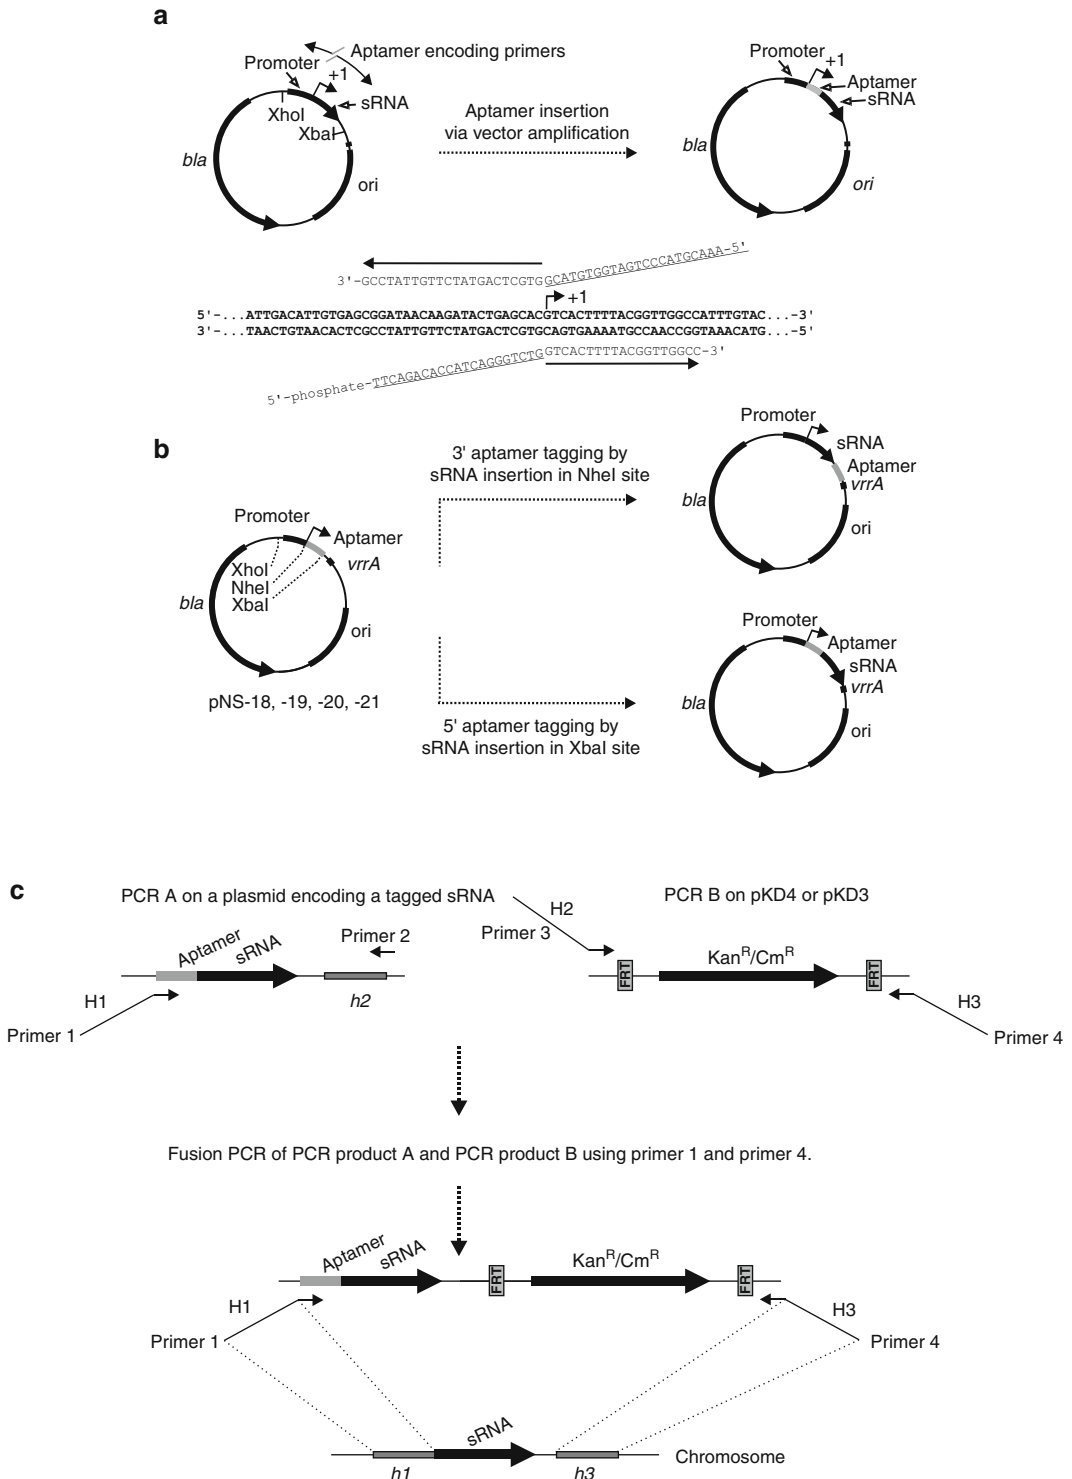 a
Aptamer encoding primers
Promoter
+1
sRNA
XhoI
XbaI
bla
ori
Aptamer insertion
via vector amplification
Promoter
+1
Aptamer
sRNA
bla
ori
3'-GCCTATTGTTCTATGACTCGTGGCATGTGGTAGTCCCATGCAAA-5'
+1
5'-...ATTGACATTGTGAGCGGATAACAAGATACTGAGCACGTCACTTTTACGGTTGGCCATTTGTAC...-3'
3'-...TAACTGTAACACTCGCCTATTGTTCTATGACTCGTGCAGTGAAAATGCCAACCGGTAAACATG...-5'
5'-phosphate-TTCAGACACCATCAGGGTCTGGTCACTTTTACGGTTGGCC-3'
b
Promoter
Aptamer
vrrA
XhoI
NheI
XbaI
bla
ori
pNS-18, -19, -20, -21
3' aptamer tagging by
sRNA insertion in NheI site
Promoter
sRNA
Aptamer
vrrA
bla
ori
5' aptamer tagging by
sRNA insertion in XbaI site
Promoter
Aptamer
sRNA
vrrA
bla
ori
c
PCR A on a plasmid encoding a tagged sRNA
PCR B on pKD4 or pKD3
Aptamer
sRNA
Primer 2
H1
Primer 1
h2
H2
Primer 3
FRT
KanR/CmR
FRT
H3
Primer 4
Fusion PCR of PCR product A and PCR product B using primer 1 and primer 4.
Aptamer
sRNA
FRT
KanR/CmR
FRT
H1
Primer 1
H3
Primer 4
sRNA
Chromosome
h1
h3